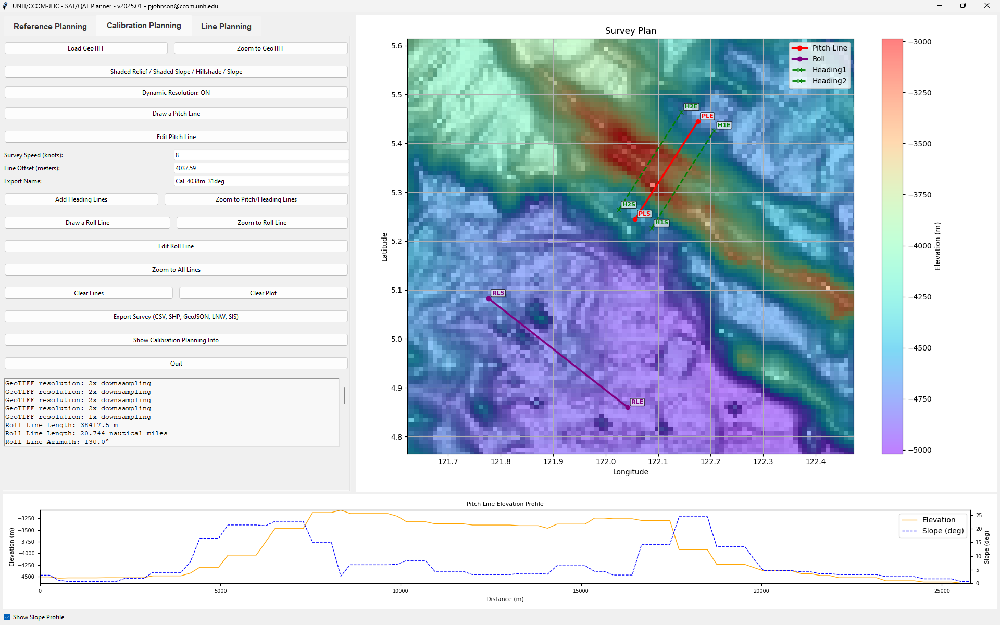 UNH/CCOM-JHC - SAT/QAT Planner - v2025.01 - pjohnson@ccom.unh.edu
Reference Planning
Calibration Planning
Line Planning
Load GeoTIFF
Zoom to GeoTIFF
Shaded Relief / Shaded Slope / Hillshade / Slope
Dynamic Resolution: ON
Draw a Pitch Line
Edit Pitch Line
Survey Speed (knots):
8
Line Offset (meters):
4037.59
Export Name:
Cal_4038m_31deg
Add Heading Lines
Zoom to Pitch/Heading Lines
Draw a Roll Line
Zoom to Roll Line
Edit Roll Line
Zoom to All Lines
Clear Lines
Clear Plot
Export Survey (CSV, SHP, GeoJSON, LNW, SIS)
Show Calibration Planning Info
Quit
GeoTIFF resolution: 2x downsampling
GeoTIFF resolution: 2x downsampling
GeoTIFF resolution: 2x downsampling
GeoTIFF resolution: 2x downsampling
GeoTIFF resolution: 1x downsampling
Roll Line Length: 38417.5 m
Roll Line Length: 20.744 nautical miles
Roll Line Azimuth: 130.0°
Survey Plan
Pitch Line
Roll
Heading1
Heading2
5.6
5.5
5.4
5.3
5.2
5.1
5.0
4.9
4.8
Latitude
H2E
PLE
H1E
H2S
PLS
H1S
RLS
RLE
121.7
121.8
121.9
122.0
122.1
122.2
122.3
122.4
Longitude
−3000
−3250
−3500
−3750
−4000
−4250
−4500
−4750
−5000
Elevation (m)
Pitch Line Elevation Profile
−3250
−3500
−3750
−4000
−4250
−4500
Elevation (m)
Elevation
Slope (deg)
25
20
15
10
5
0
Slope (deg)
0
5000
10000
15000
20000
25000
Distance (m)
Show Slope Profile